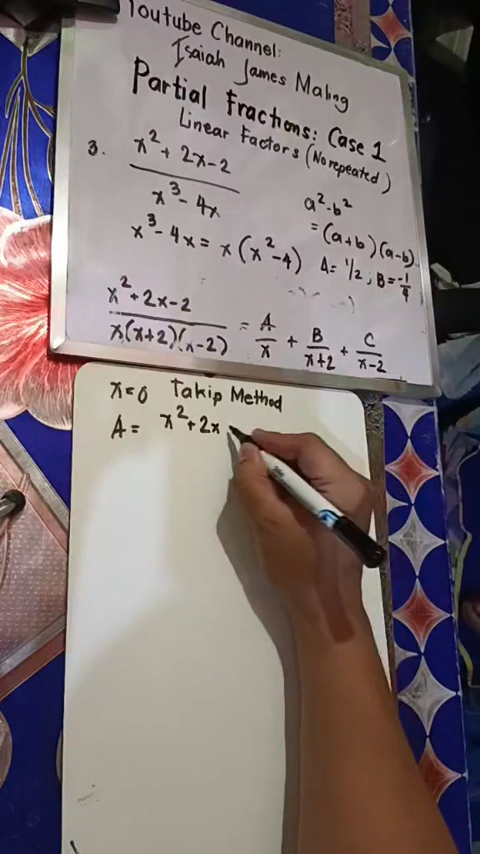 Youtube Channel:
Isaiah James Maling
Partial Fractions: Case 1
Linear Factors (No repeated)
3. x²+2x-2
x³-4x
a²-b²
=(a+b)(a-b)
x³-4x = x(x²-4) A=1/2, B=-1/4
x²+2x-2 / x(x+2)(x-2) = A/x + B/x+2 + C/x-2
x=0 Takip Method
A= x²+2x